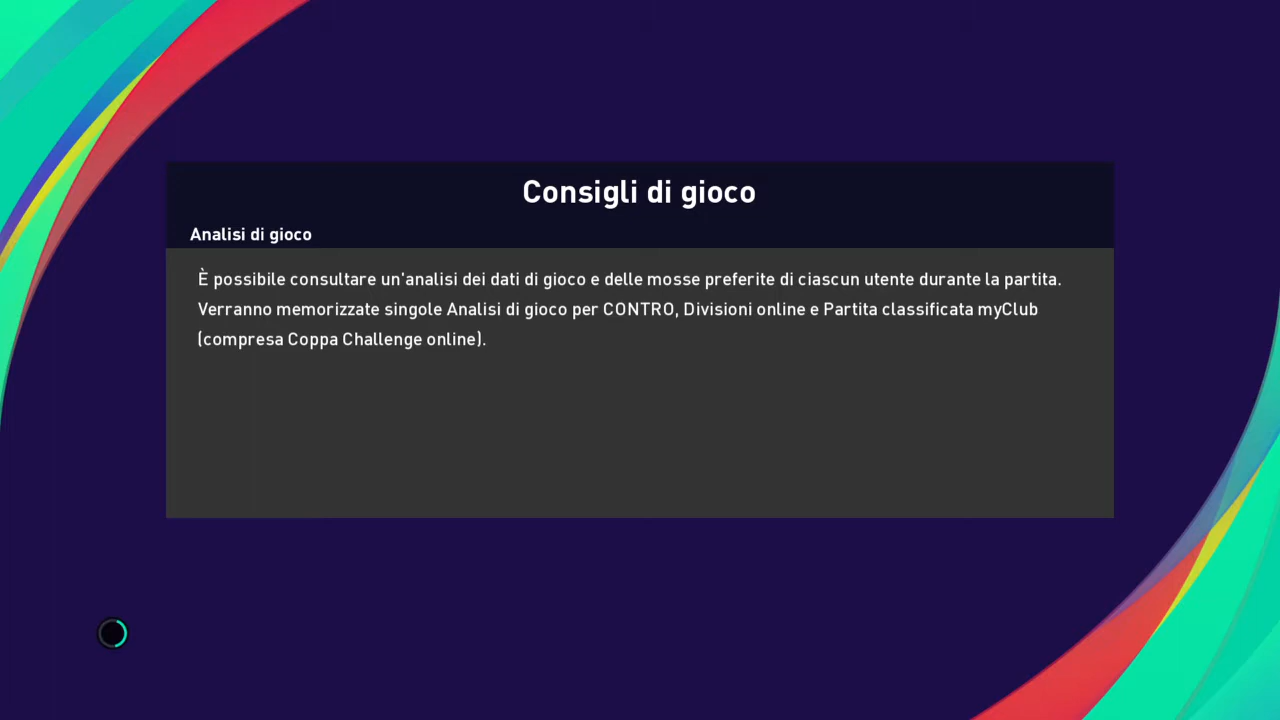 Consigli di gioco
Analisi di gioco
È possibile consultare un'analisi dei dati di gioco e delle mosse preferite di ciascun utente durante la partita.
Verranno memorizzate singole Analisi di gioco per CONTRO, Divisioni online e Partita classificata myClub
(compresa Coppa Challenge online).